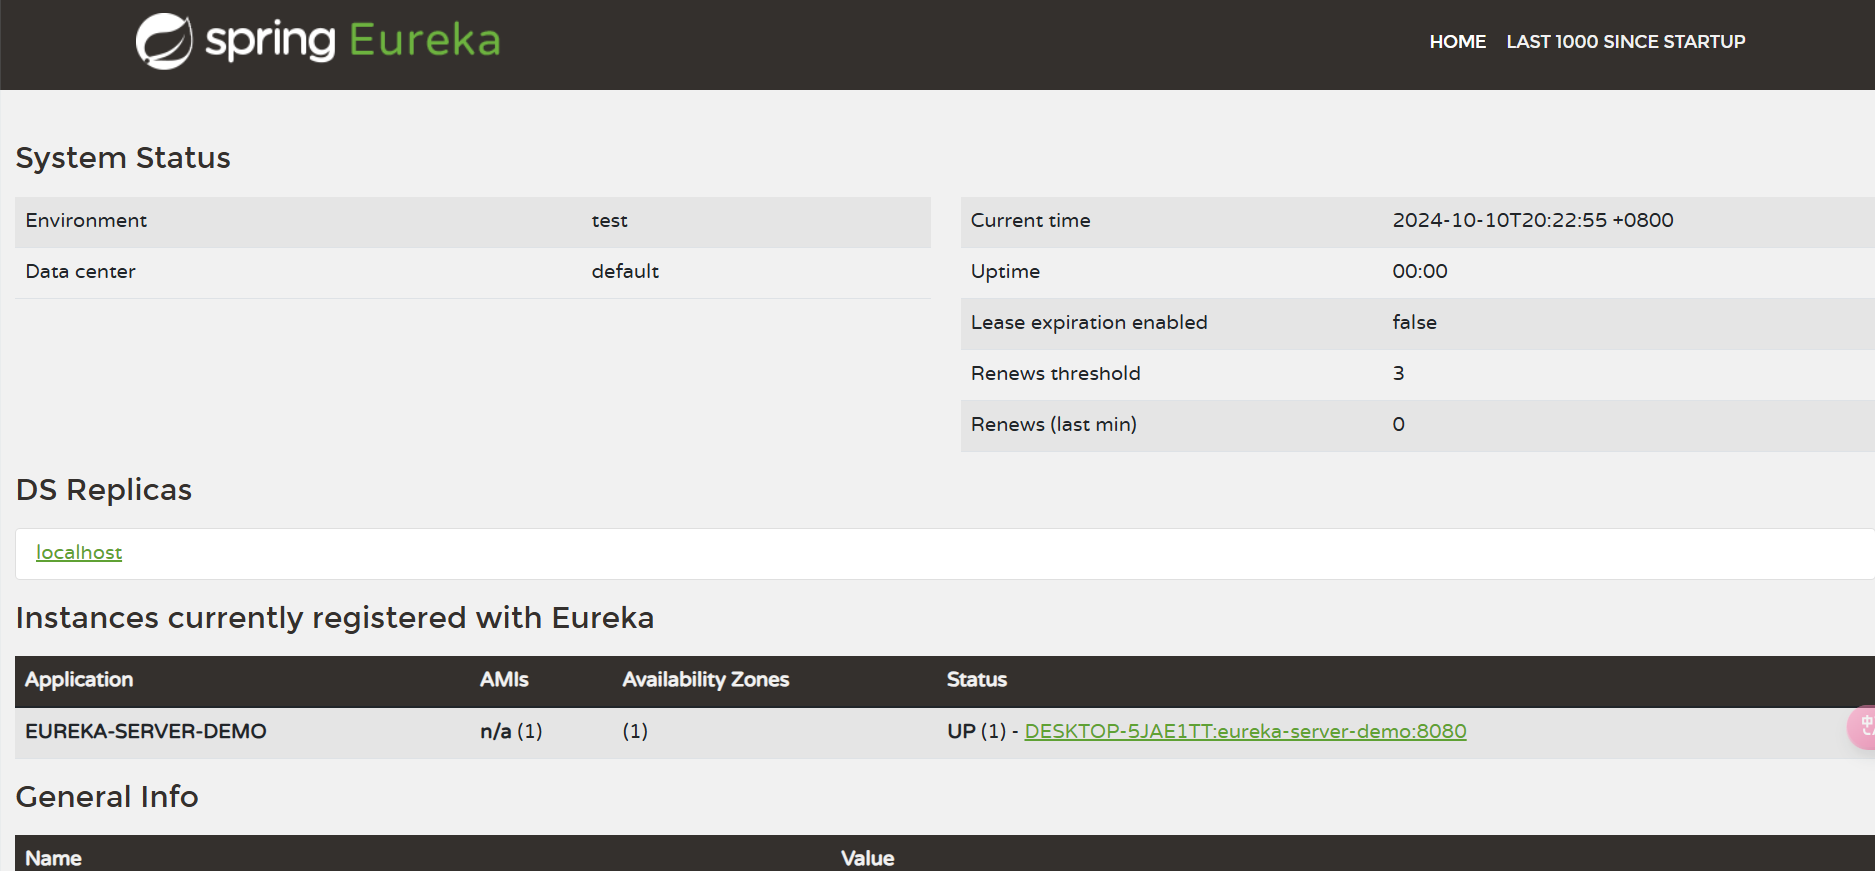 spring Eureka
HOME LAST 1000 SINCE STARTUP
System Status
Environment test
Data center default
Current time 2024-10-10T20:22:55 +0800
Uptime 00:00
Lease expiration enabled false
Renews threshold 3
Renews (last min) 0
DS Replicas
localhost
Instances currently registered with Eureka
Application AMIs Availability Zones Status
EUREKA-SERVER-DEMO n/a (1) (1) UP (1) - DESKTOP-5JAE1TT:eureka-server-demo:8080
General Info
Name Value